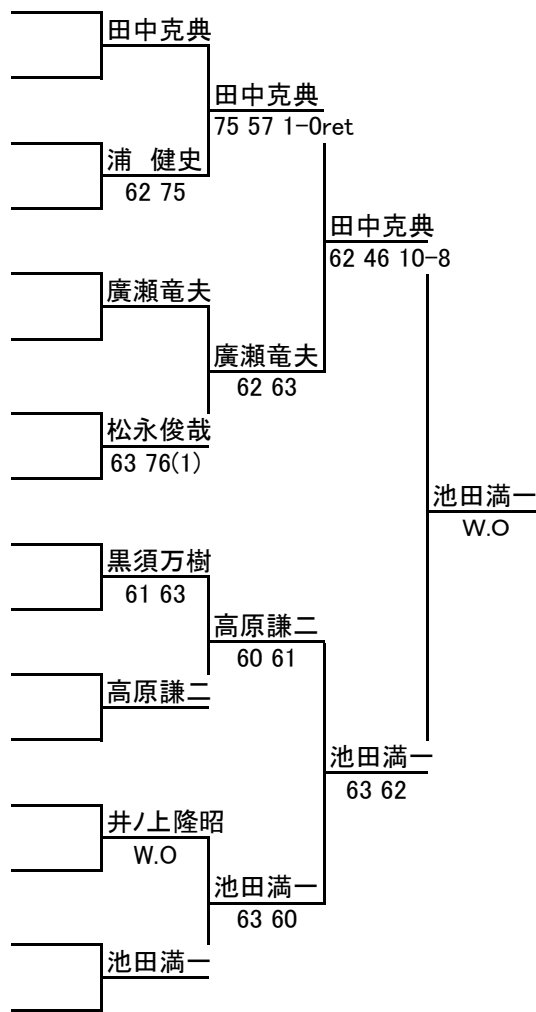 田中克典
田中克典
75 57 1-0ret
浦　健史
62 75
田中克典
62 46 10-8
廣瀬竜夫
廣瀬竜夫
62 63
松永俊哉
63 76(1)
池田満一
W.O
黒須万樹
61 63
高原謙二
60 61
高原謙二
池田満一
63 62
井ノ上隆昭
W.O
池田満一
63 60
池田満一